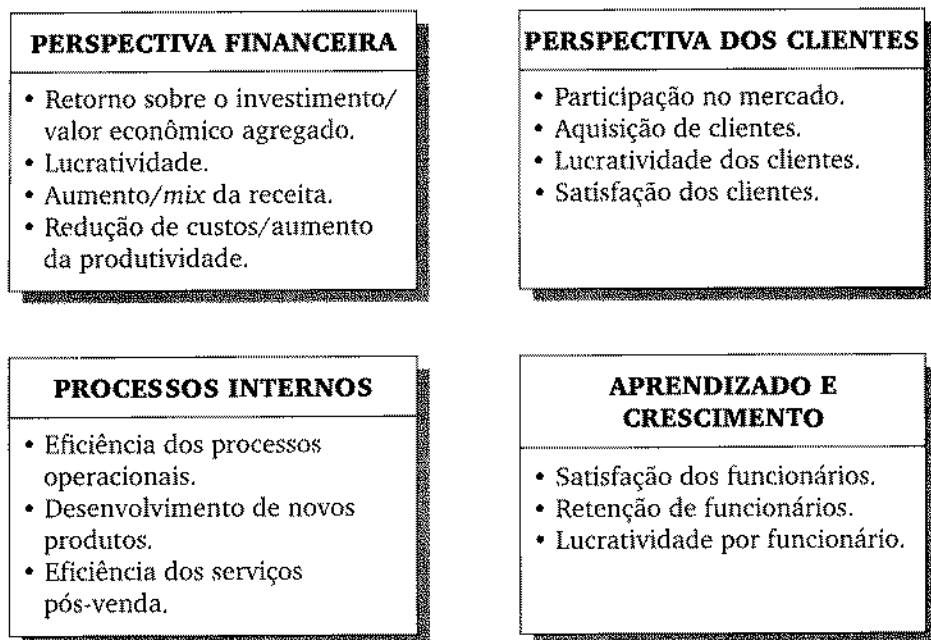 PERSPECTIVA FINANCEIRA
• Retorno sobre o investimento/
valor econômico agregado.
• Lucratividade.
• Aumento/mix da receita.
• Redução de custos/aumento
da produtividade.
PERSPECTIVA DOS CLIENTES
• Participação no mercado.
• Aquisição de clientes.
• Lucratividade dos clientes.
• Satisfação dos clientes.
PROCESSOS INTERNOS
• Eficiência dos processos
operacionais.
• Desenvolvimento de novos
produtos.
• Eficiência dos serviços
pós-venda.
APRENDIZADO E
CRESCIMENTO
• Satisfação dos funcionários.
• Retenção de funcionários.
• Lucratividade por funcionário.